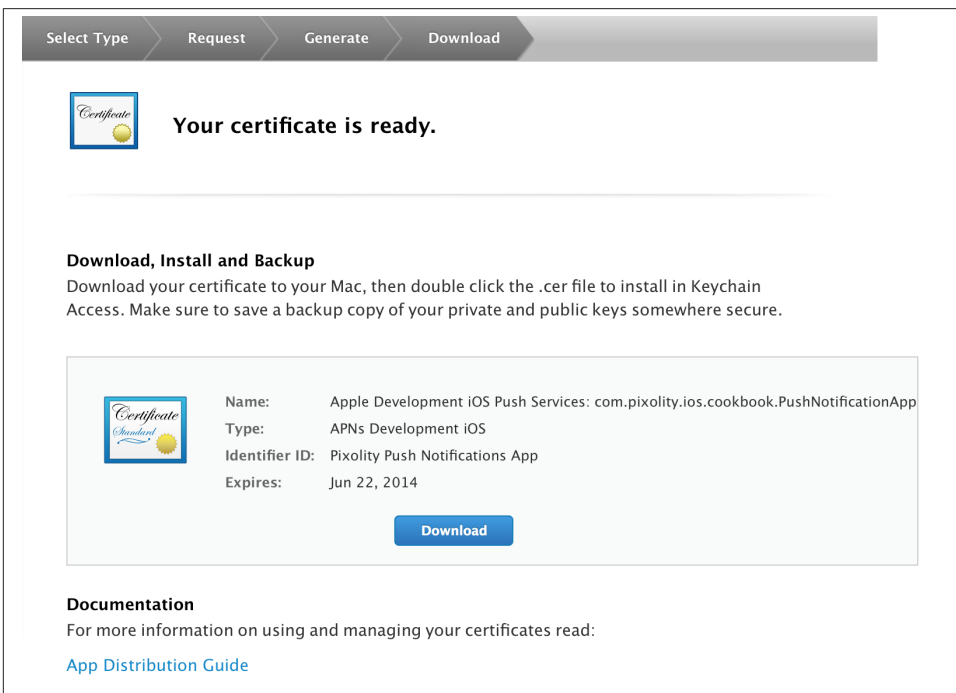 Select Type
Request
Generate
Download
Certificate
Your certificate is ready.
Download, Install and Backup
Download your certificate to your Mac, then double click the .cer file to install in Keychain
Access. Make sure to save a backup copy of your private and public keys somewhere secure.
Certificate
Standard
Name: Apple Development iOS Push Services: com.pixolity.ios.cookbook.PushNotificationApp
Type: APNs Development iOS
Identifier ID: Pixolity Push Notifications App
Expires: Jun 22, 2014
Download
Documentation
For more information on using and managing your certificates read:
App Distribution Guide